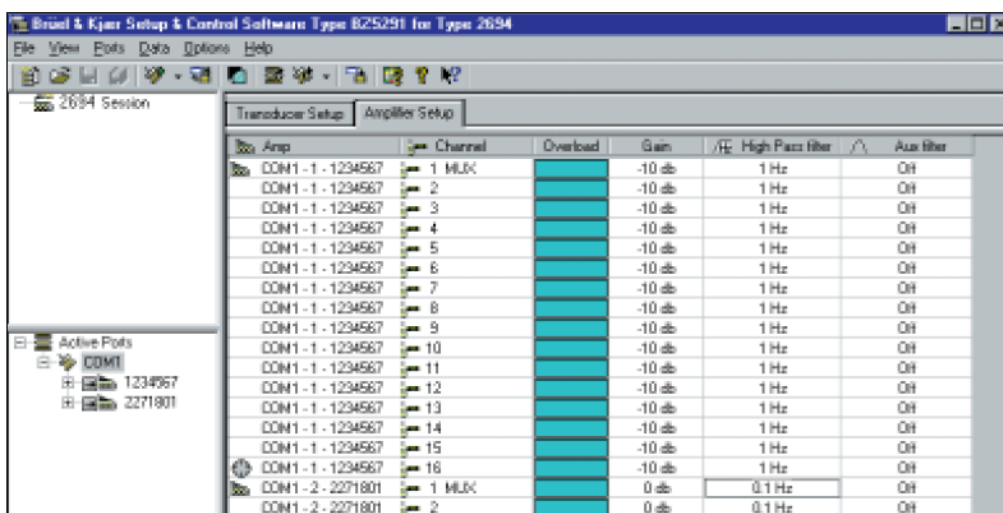 Brüel & Kjær Setup & Control Software Type BZ5291 for Type 2694
File View Ports Data Options Help
2694 Session
Transducer Setup Amplifier Setup
Amp Channel Overload Gain High Pass filter Aux filter
COM1 - 1 - 1234567 1 MUX -10 db 1 Hz Off
COM1 - 1 - 1234567 2 -10 db 1 Hz Off
COM1 - 1 - 1234567 3 -10 db 1 Hz Off
COM1 - 1 - 1234567 4 -10 db 1 Hz Off
COM1 - 1 - 1234567 5 -10 db 1 Hz Off
COM1 - 1 - 1234567 6 -10 db 1 Hz Off
COM1 - 1 - 1234567 7 -10 db 1 Hz Off
COM1 - 1 - 1234567 8 -10 db 1 Hz Off
COM1 - 1 - 1234567 9 -10 db 1 Hz Off
COM1 - 1 - 1234567 10 -10 db 1 Hz Off
COM1 - 1 - 1234567 11 -10 db 1 Hz Off
COM1 - 1 - 1234567 12 -10 db 1 Hz Off
COM1 - 1 - 1234567 13 -10 db 1 Hz Off
COM1 - 1 - 1234567 14 -10 db 1 Hz Off
COM1 - 1 - 1234567 15 -10 db 1 Hz Off
COM1 - 1 - 1234567 16 -10 db 1 Hz Off
COM1 - 2 - 2271801 1 MUX 0 db 0.1 Hz Off
COM1 - 2 - 2271801 2 0 db 0.1 Hz Off
Active Ports
COM1
1234567
2271801